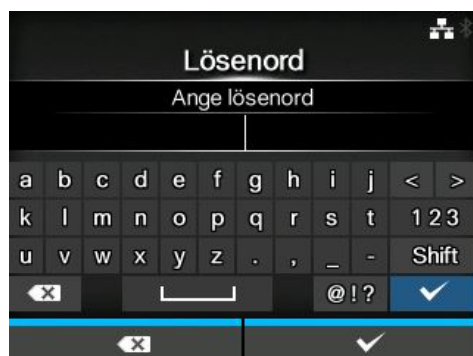 Lösenord
Ange lösenord
a b c d e f g h i j < >
k l m n o p q r s t 123
u v w x y z . , _ - Shift
@!?